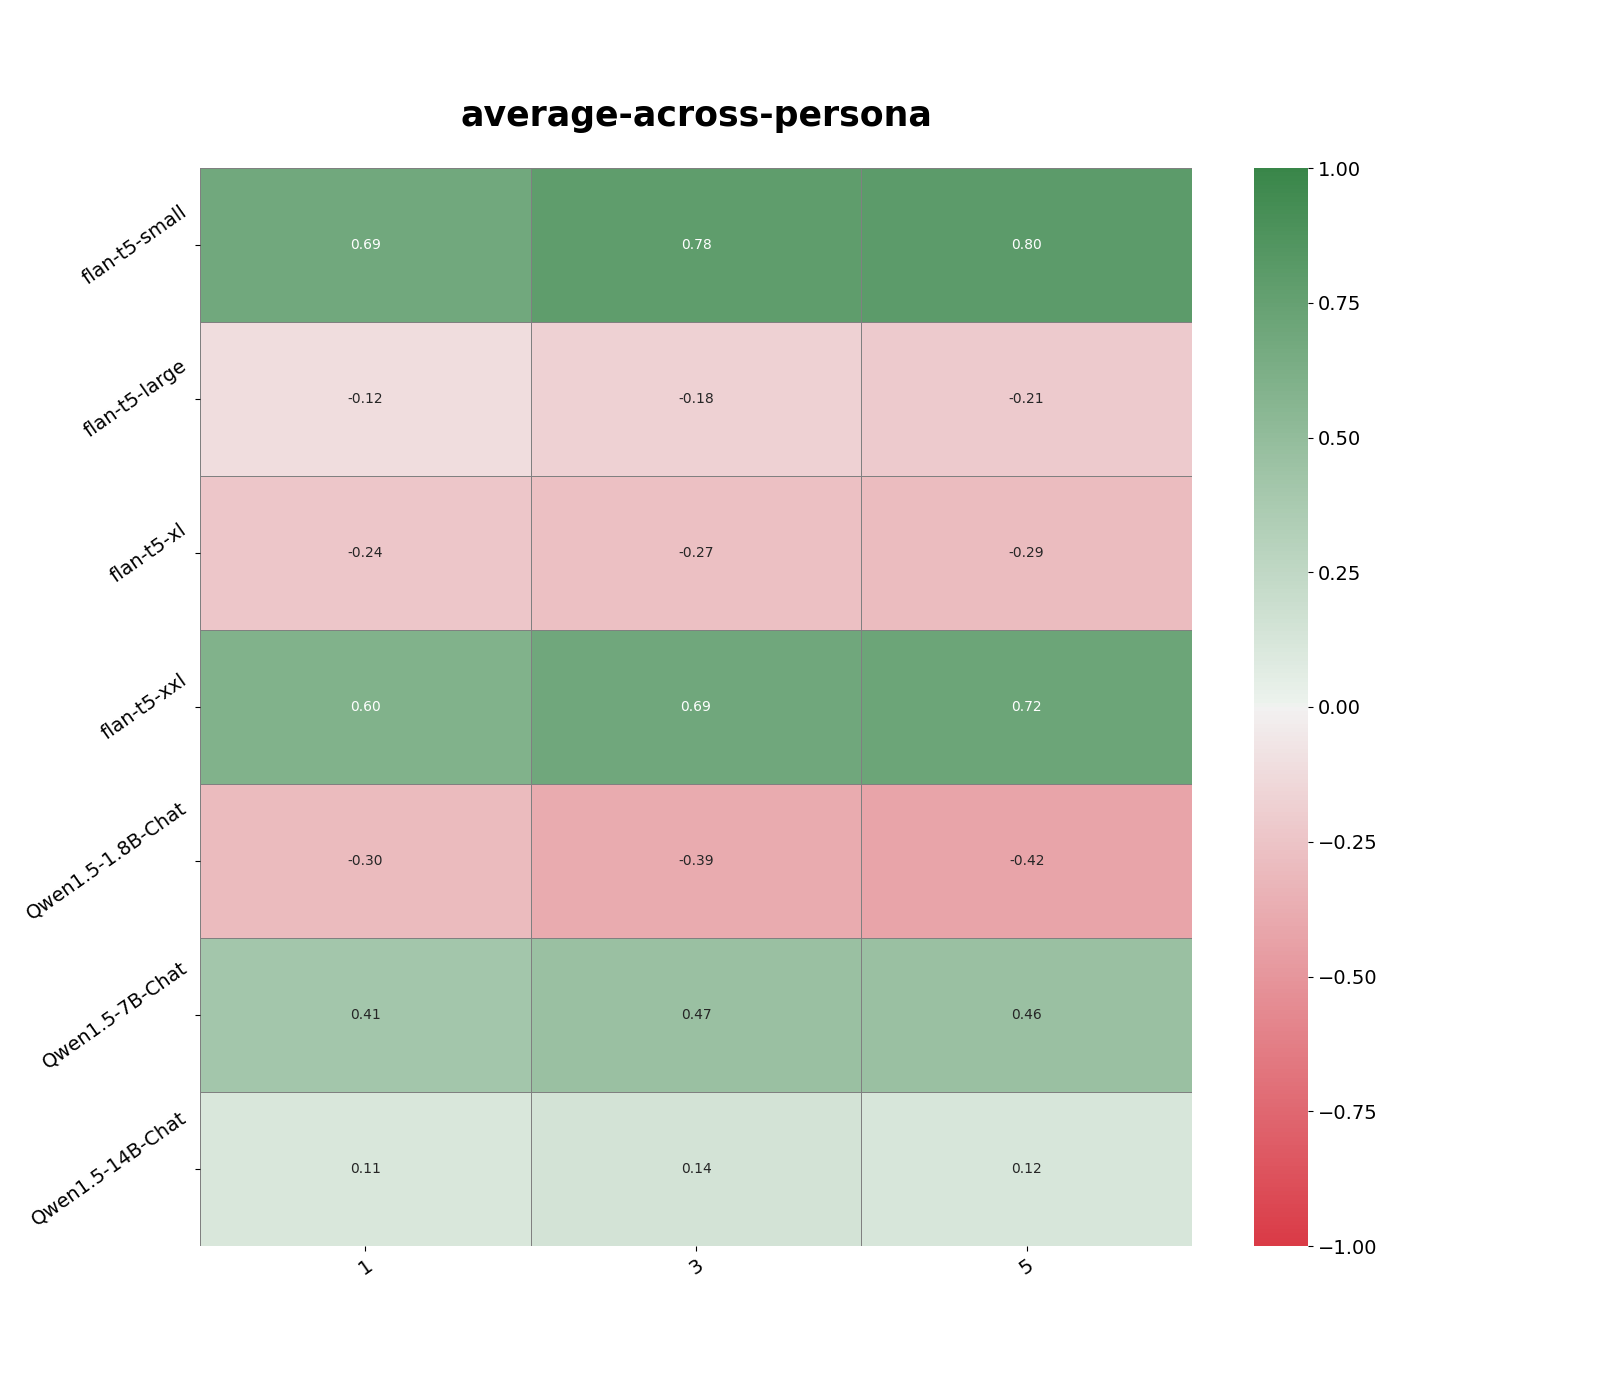 average-across-persona
flan-t5-small 0.69 0.78 0.80
flan-t5-large -0.12 -0.18 -0.21
flan-t5-xl -0.24 -0.27 -0.29
flan-t5-xxl 0.60 0.69 0.72
Qwen1.5-1.8B-Chat -0.30 -0.39 -0.42
Qwen1.5-7B-Chat 0.41 0.47 0.46
Qwen1.5-14B-Chat 0.11 0.14 0.12
1 3 5
1.00
0.75
0.50
0.25
0.00
−0.25
−0.50
−0.75
−1.00